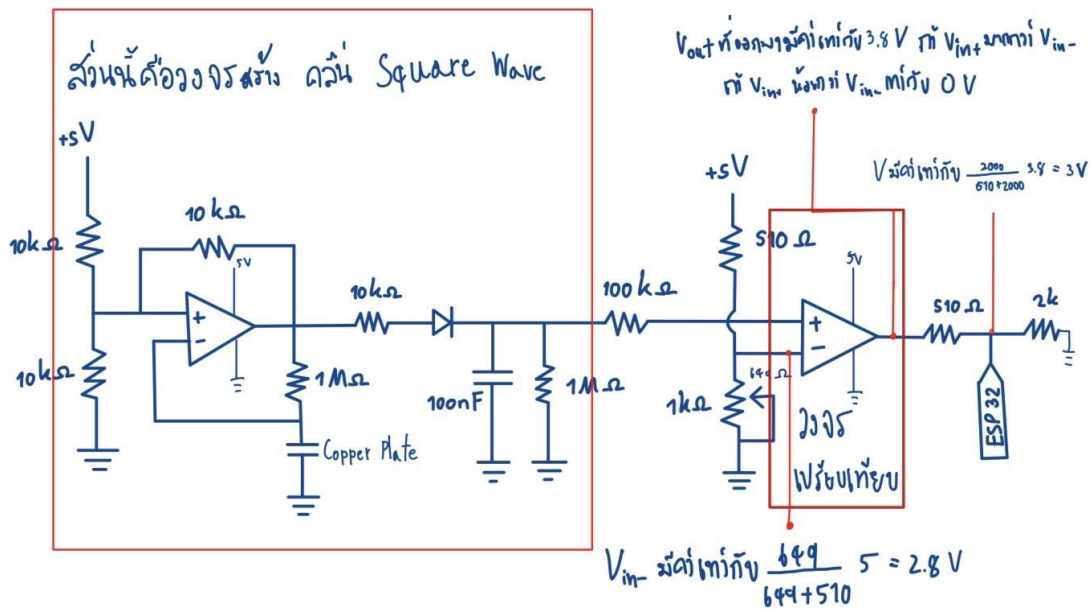 ส่วนนี้คือวงจรสร้าง คลื่น Square Wave
Vout ที่ออกมามีค่าเท่ากับ 3.8 V ถ้า Vin+ มากกว่า Vin-
ถ้า Vin+ น้อยกว่า Vin- เท่ากับ 0 V
V มีค่าเท่ากับ 2000/510+2000 3.8 = 3V
+5V
10kΩ
10kΩ
10kΩ
5V
+
-
1MΩ
Copper Plate
10kΩ
100nF
1MΩ
100kΩ
+5V
510Ω
5V
+
-
1kΩ
วงจร
เปรียบเทียบ
510Ω
2k
ESP32
Vin- มีค่าเท่ากับ 649/649+510 5 = 2.8 V